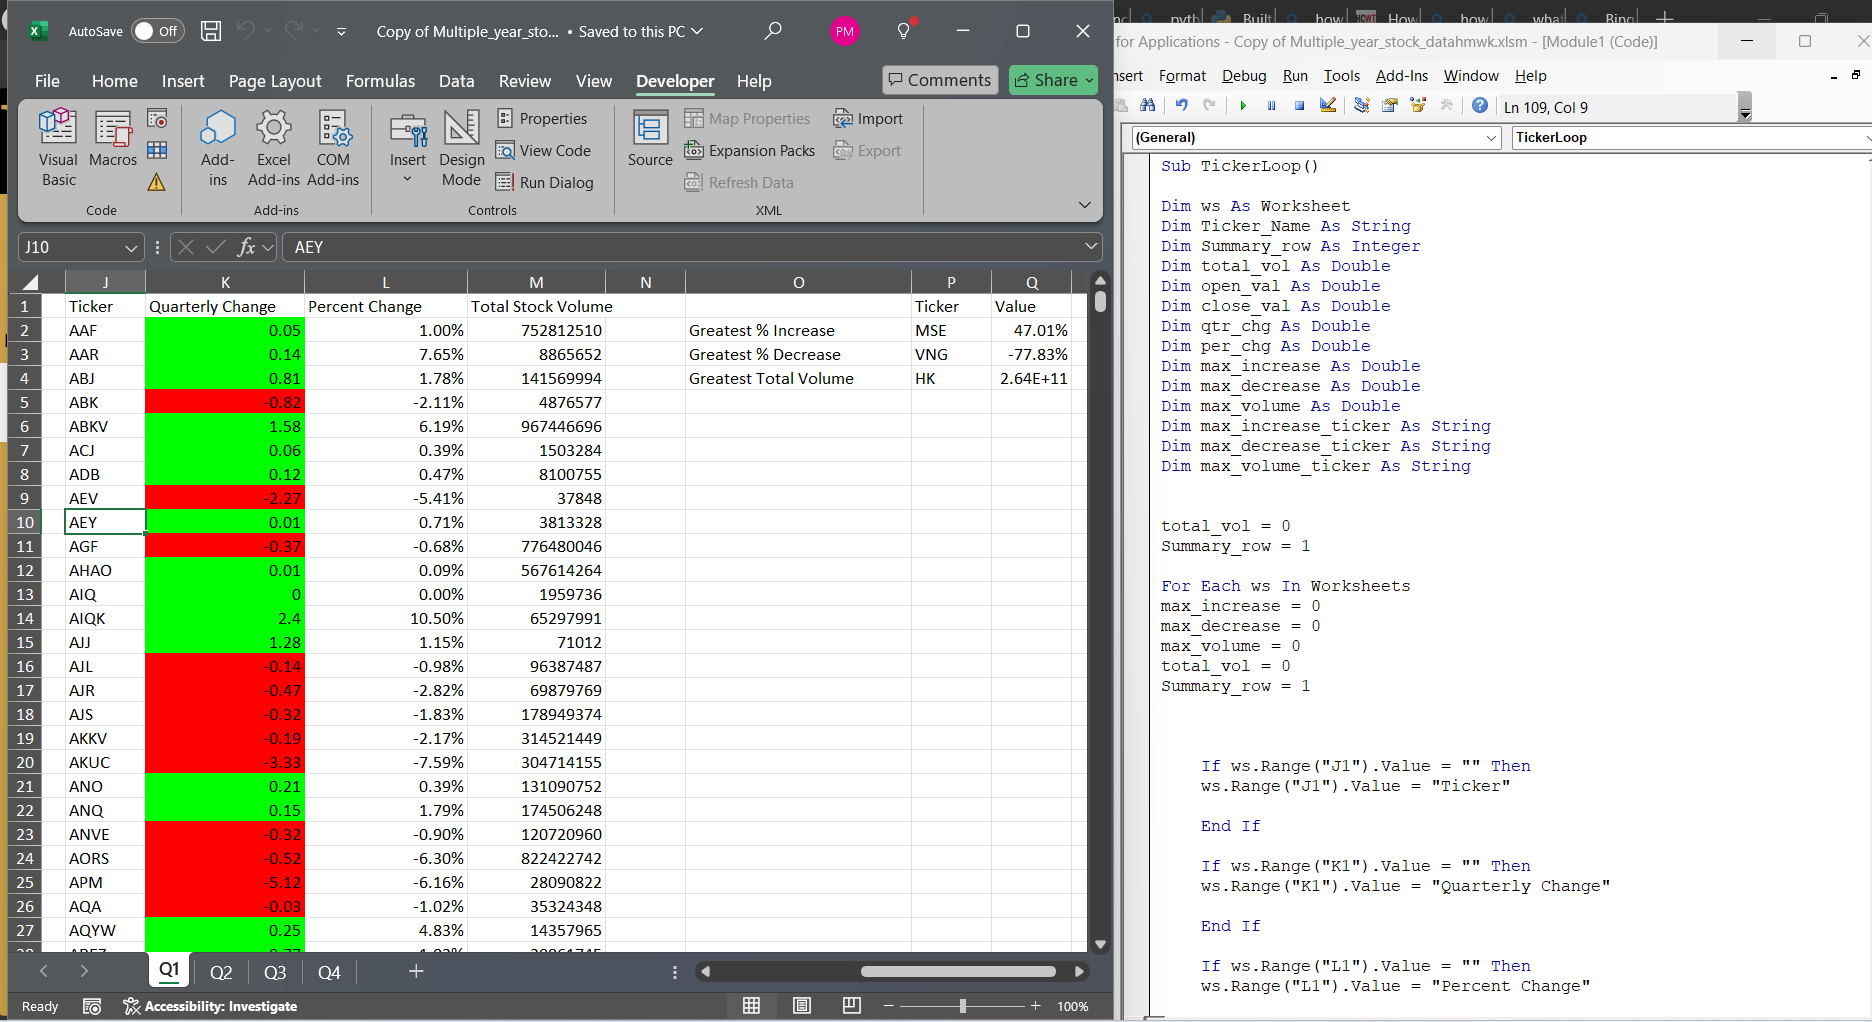 AutoSave Off Copy of Multiple_year_sto... • Saved to this PC PM
File Home Insert Page Layout Formulas Data Review View Developer Help Comments Share
Visual Basic
Macros
Code
Add-ins
Excel Add-ins
COM Add-ins
Add-ins
Insert
Design Mode
Properties
View Code
Run Dialog
Controls
Source
Map Properties
Expansion Packs
Refresh Data
Import
Export
XML
J10 fx AEY
J K L M N O P Q
1 Ticker Quarterly Change Percent Change Total Stock Volume Ticker Value
2 AAF 0.05 1.00% 752812510 Greatest % Increase MSE 47.01%
3 AAR 0.14 7.65% 8865652 Greatest % Decrease VNG -77.83%
4 ABJ 0.81 1.78% 141569994 Greatest Total Volume HK 2.64E+11
5 ABK -0.82 -2.11% 4876577
6 ABKV 1.58 6.19% 967446696
7 ACJ 0.06 0.39% 1503284
8 ADB 0.12 0.47% 8100755
9 AEV -2.27 -5.41% 37848
10 AEY 0.01 0.71% 3813328
11 AGF -0.37 -0.68% 776480046
12 AHAO 0.01 0.09% 567614264
13 AIQ 0 0.00% 1959736
14 AIQK 2.4 10.50% 65297991
15 AJJ 1.28 1.15% 71012
16 AJL -0.14 -0.98% 96387487
17 AJR -0.47 -2.82% 69879769
18 AJS -0.32 -1.83% 178949374
19 AKKV -0.19 -2.17% 314521449
20 AKUC -3.33 -7.59% 304714155
21 ANO 0.21 0.39% 131090752
22 ANQ 0.15 1.79% 174506248
23 ANVE -0.32 -0.90% 120720960
24 AORS -0.52 -6.30% 822422742
25 APM -5.12 -6.16% 28090822
26 AQA -0.03 -1.02% 35324348
27 AQYW 0.25 4.83% 14357965
Q1 Q2 Q3 Q4
Ready Accessibility: Investigate 100%
for Applications - Copy of Multiple_year_stock_datahmwk.xlsm - [Module1 (Code)]
nsert Format Debug Run Tools Add-Ins Window Help
Ln 109, Col 9
(General) TickerLoop
Sub TickerLoop()
Dim ws As Worksheet
Dim Ticker_Name As String
Dim Summary_row As Integer
Dim total_vol As Double
Dim open_val As Double
Dim close_val As Double
Dim qtr_chg As Double
Dim per_chg As Double
Dim max_increase As Double
Dim max_decrease As Double
Dim max_volume As Double
Dim max_increase_ticker As String
Dim max_decrease_ticker As String
Dim max_volume_ticker As String
total_vol = 0
Summary_row = 1
For Each ws In Worksheets
max_increase = 0
max_decrease = 0
max_volume = 0
total_vol = 0
Summary_row = 1
If ws.Range("J1").Value = "" Then
ws.Range("J1").Value = "Ticker"
End If
If ws.Range("K1").Value = "" Then
ws.Range("K1").Value = "Quarterly Change"
End If
If ws.Range("L1").Value = "" Then
ws.Range("L1").Value = "Percent Change"